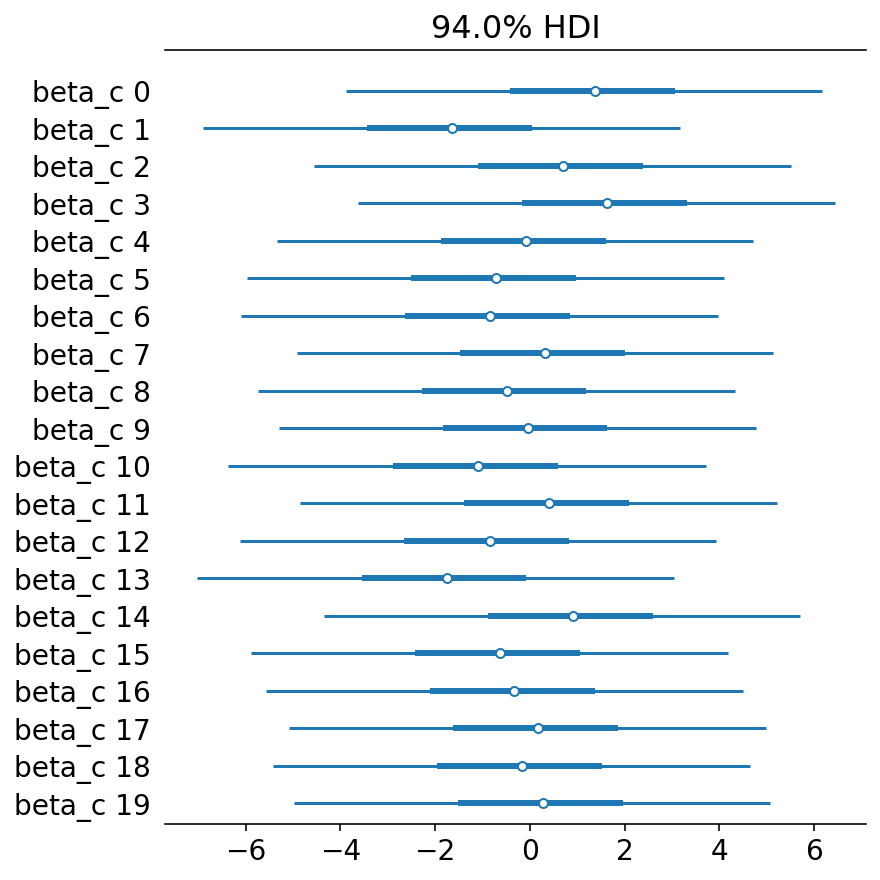 94.0% HDI
beta_c 0
beta_c 1
beta_c 2
beta_c 3
beta_c 4
beta_c 5
beta_c 6
beta_c 7
beta_c 8
beta_c 9
beta_c 10
beta_c 11
beta_c 12
beta_c 13
beta_c 14
beta_c 15
beta_c 16
beta_c 17
beta_c 18
beta_c 19
−6 −4 −2 0 2 4 6